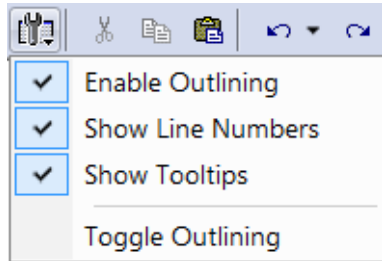 Enable Outlining
Show Line Numbers
Show Tooltips
Toggle Outlining